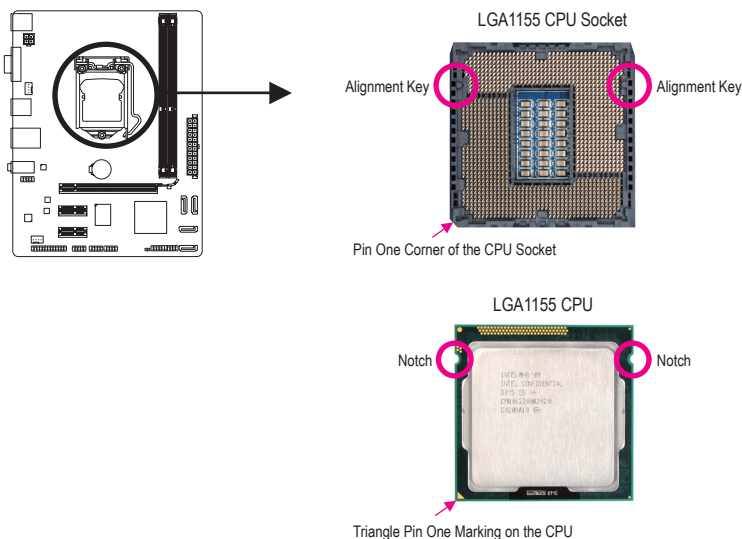 LGA1155 CPU Socket
Alignment Key
Alignment Key
Pin One Corner of the CPU Socket
LGA1155 CPU
Notch
Notch
INTEL CONFIDENTIAL
Triangle Pin One Marking on the CPU